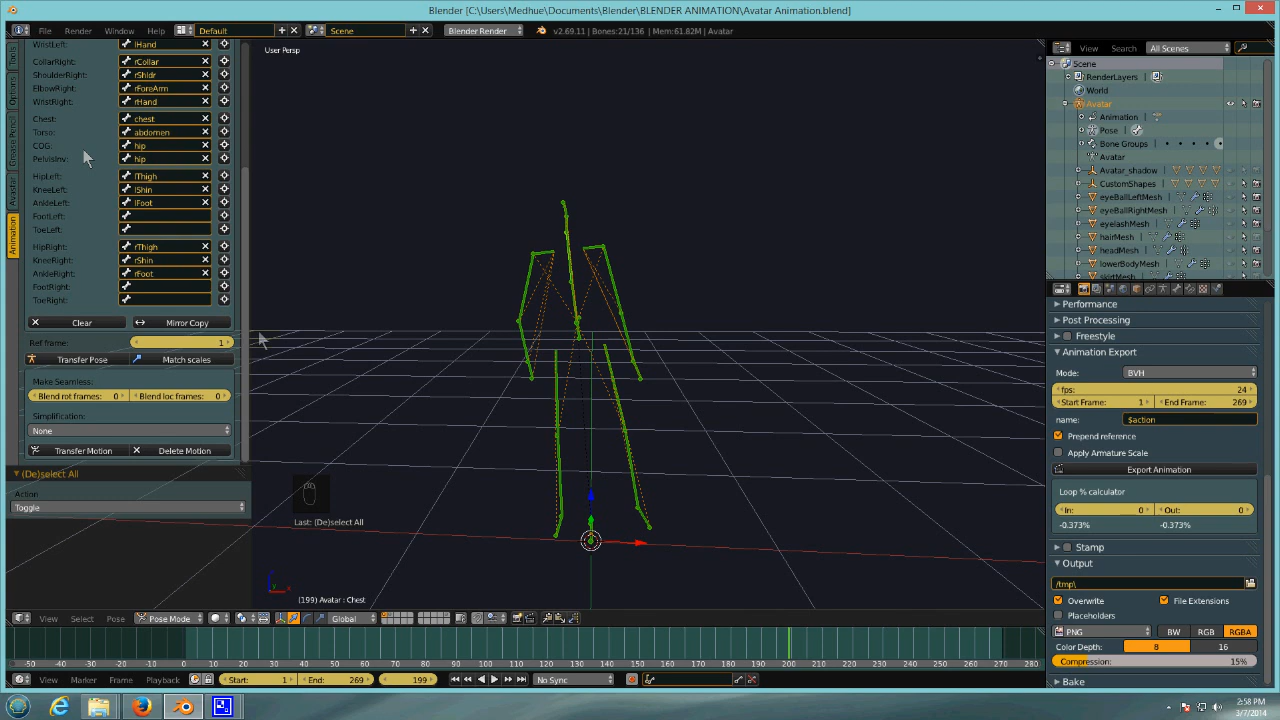 Blender [C:\Users\Medhue\Documents\Blender\BLENDER ANIMATION\Avatar Animation.blend]
File Render Window Help Default Scene Blender Render v2.69.11 | Bones:21/136 | Mem:61.82M | Avatar
Tools
Options
Grease Pencil
Avastar
Animation
WristLeft: lHand
CollarRight: rCollar
ShoulderRight: rShldr
ElbowRight: rForeArm
WristRight: rHand
Chest: chest
Torso: abdomen
COG: hip
PelvisInv: hip
HipLeft: lThigh
KneeLeft: lShin
AnkleLeft: lFoot
FootLeft:
ToeLeft:
HipRight: rThigh
KneeRight: rShin
AnkleRight: rFoot
FootRight:
ToeRight:
Clear Mirror Copy
Ref frame: 1
Transfer Pose Match scales
Make Seamless:
Blend rot frames: 0 Blend loc frames: 0
Simplification:
None
Transfer Motion Delete Motion
(De)select All
Action
Toggle
User Persp
Last: (De)select All
(199) Avatar : Chest
View Select Pose Pose Mode Global
-50 -40 -30 -20 -10 0 10 20 30 40 50 60 70 80 90 100 110 120 130 140 150 160 170 180 190 200 210 220 230 240 250 260 270 280
View Marker Frame Playback Start: 1 End: 269 199 No Sync
View Search All Scenes
Scene
RenderLayers
World
Avatar
Animation
Pose
Bone Groups
Avatar
Avatar_shadow
CustomShapes
eyeBallLeftMesh
eyeBallRightMesh
eyelashMesh
hairMesh
headMesh
lowerBodyMesh
skirtMesh
Performance
Post Processing
Freestyle
Animation Export
Mode: BVH
fps: 24
Start Frame: 1 End Frame: 269
name: $action
Prepend reference
Apply Armature Scale
Export Animation
Loop % calculator
In: 0 Out: 0
-0.373% -0.373%
Stamp
Output
/tmp\
Overwrite File Extensions
Placeholders
PNG BW RGB RGBA
Color Depth: 8 16
Compression: 15%
Bake
2:58 PM
3/7/2014